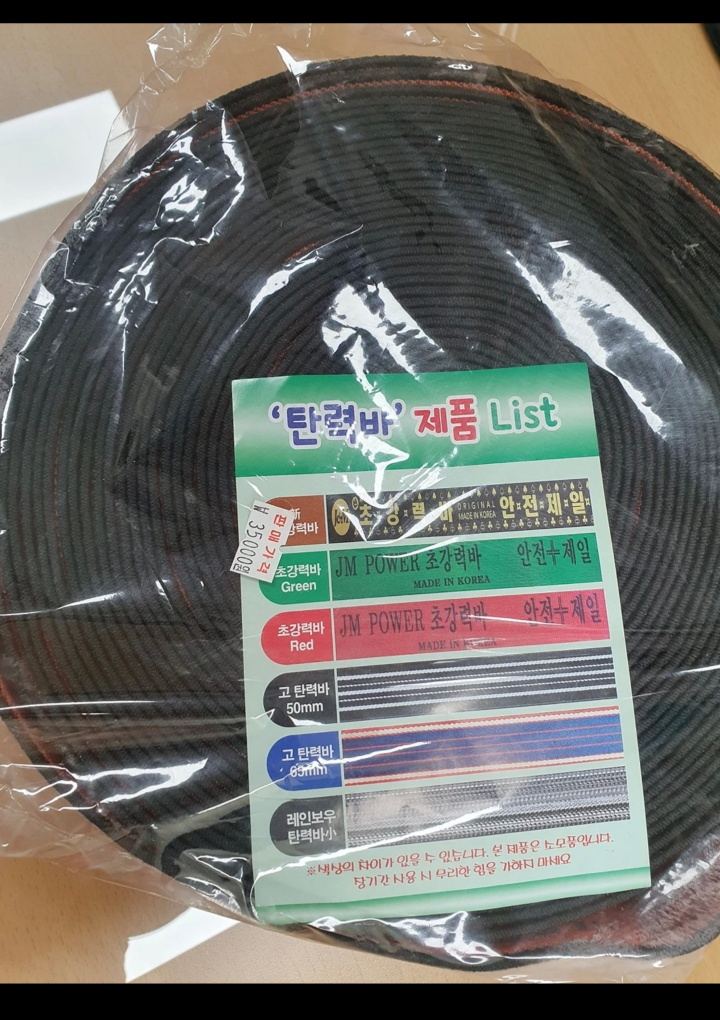 '탄력바' 제품 List
판매가격
₩ 35000원
新
강력바
초강력바 ORIGINAL MADE IN KOREA 안전제일
초강력바
Green
JM POWER 초강력바 안전+제일
MADE IN KOREA
초강력바
Red
JM POWER 초강력바 안전+제일
MADE IN KOREA
고 탄력바
50mm
고 탄력바
65mm
레인보우
탄력바小
장기간 사용 시 무리한 힘을 가하지 마세요
※색상의 차이가 있을 수 있습니다. 본 제품은 소모품입니다.